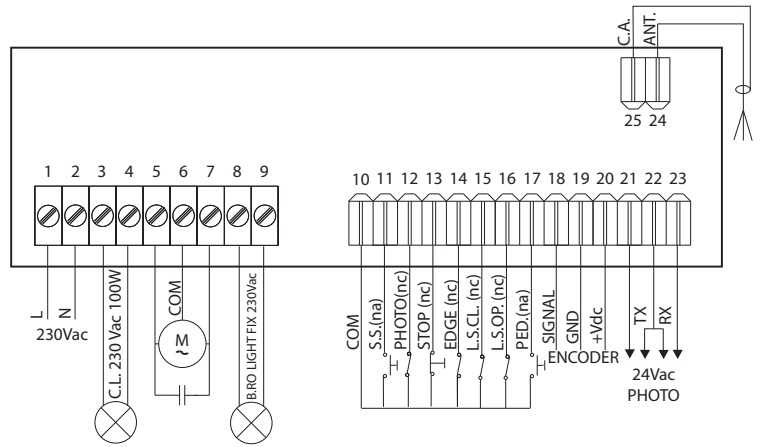 C.A.
ANT.
25 24
1 2 3 4 5 6 7 8 9
10 11 12 13 14 15 16 17 18 19 20 21 22 23
L
N
230Vac
C.L. 230 Vac 100W
COM
M
~
B.RO LIGHT FIX 230Vac
COM
S.S.(na)
PHOTO(nc)
STOP (nc)
EDGE (nc)
L.S.CL. (nc)
L.S.OP. (nc)
PED.(na)
SIGNAL
GND
+Vdc
ENCODER
TX
RX
24Vac
PHOTO